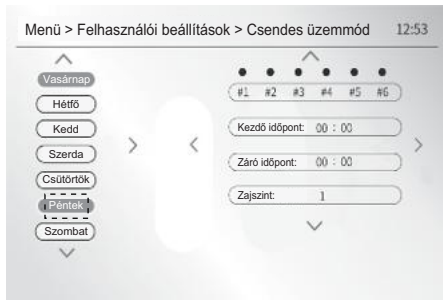 Menü > Felhasználói beállítások > Csendes üzemmód 12:53
Vasárnap
Hétfő
Kedd
Szerda
Csütörtök
Péntek
Szombat
#1 #2 #3 #4 #5 #6
Kezdő időpont: 00 : 00
Záró időpont: 00 : 00
Zajszint: 1